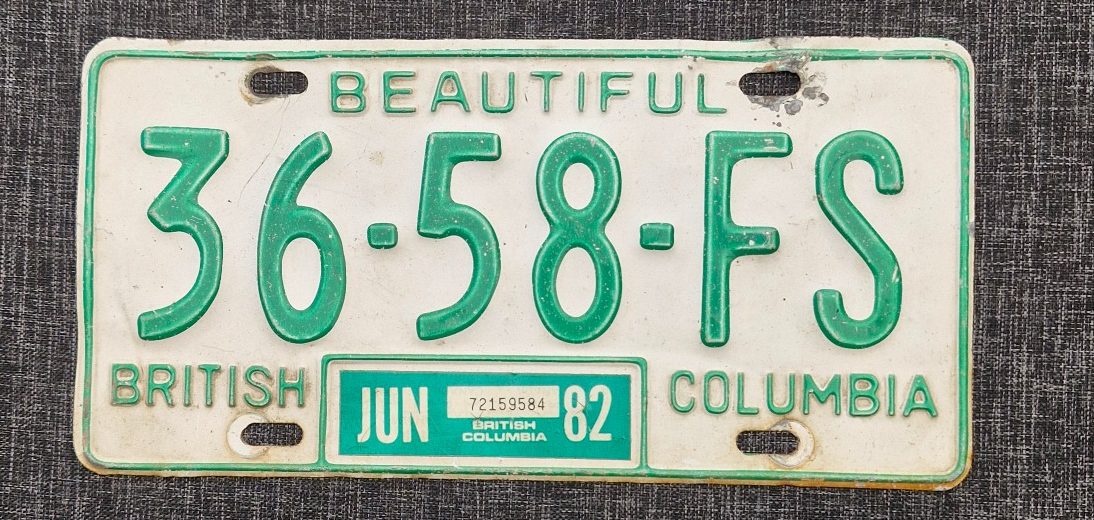 BEAUTIFUL
36-58-FS
BRITISH
JUN 72159584 82
BRITISH
COLUMBIA
COLUMBIA